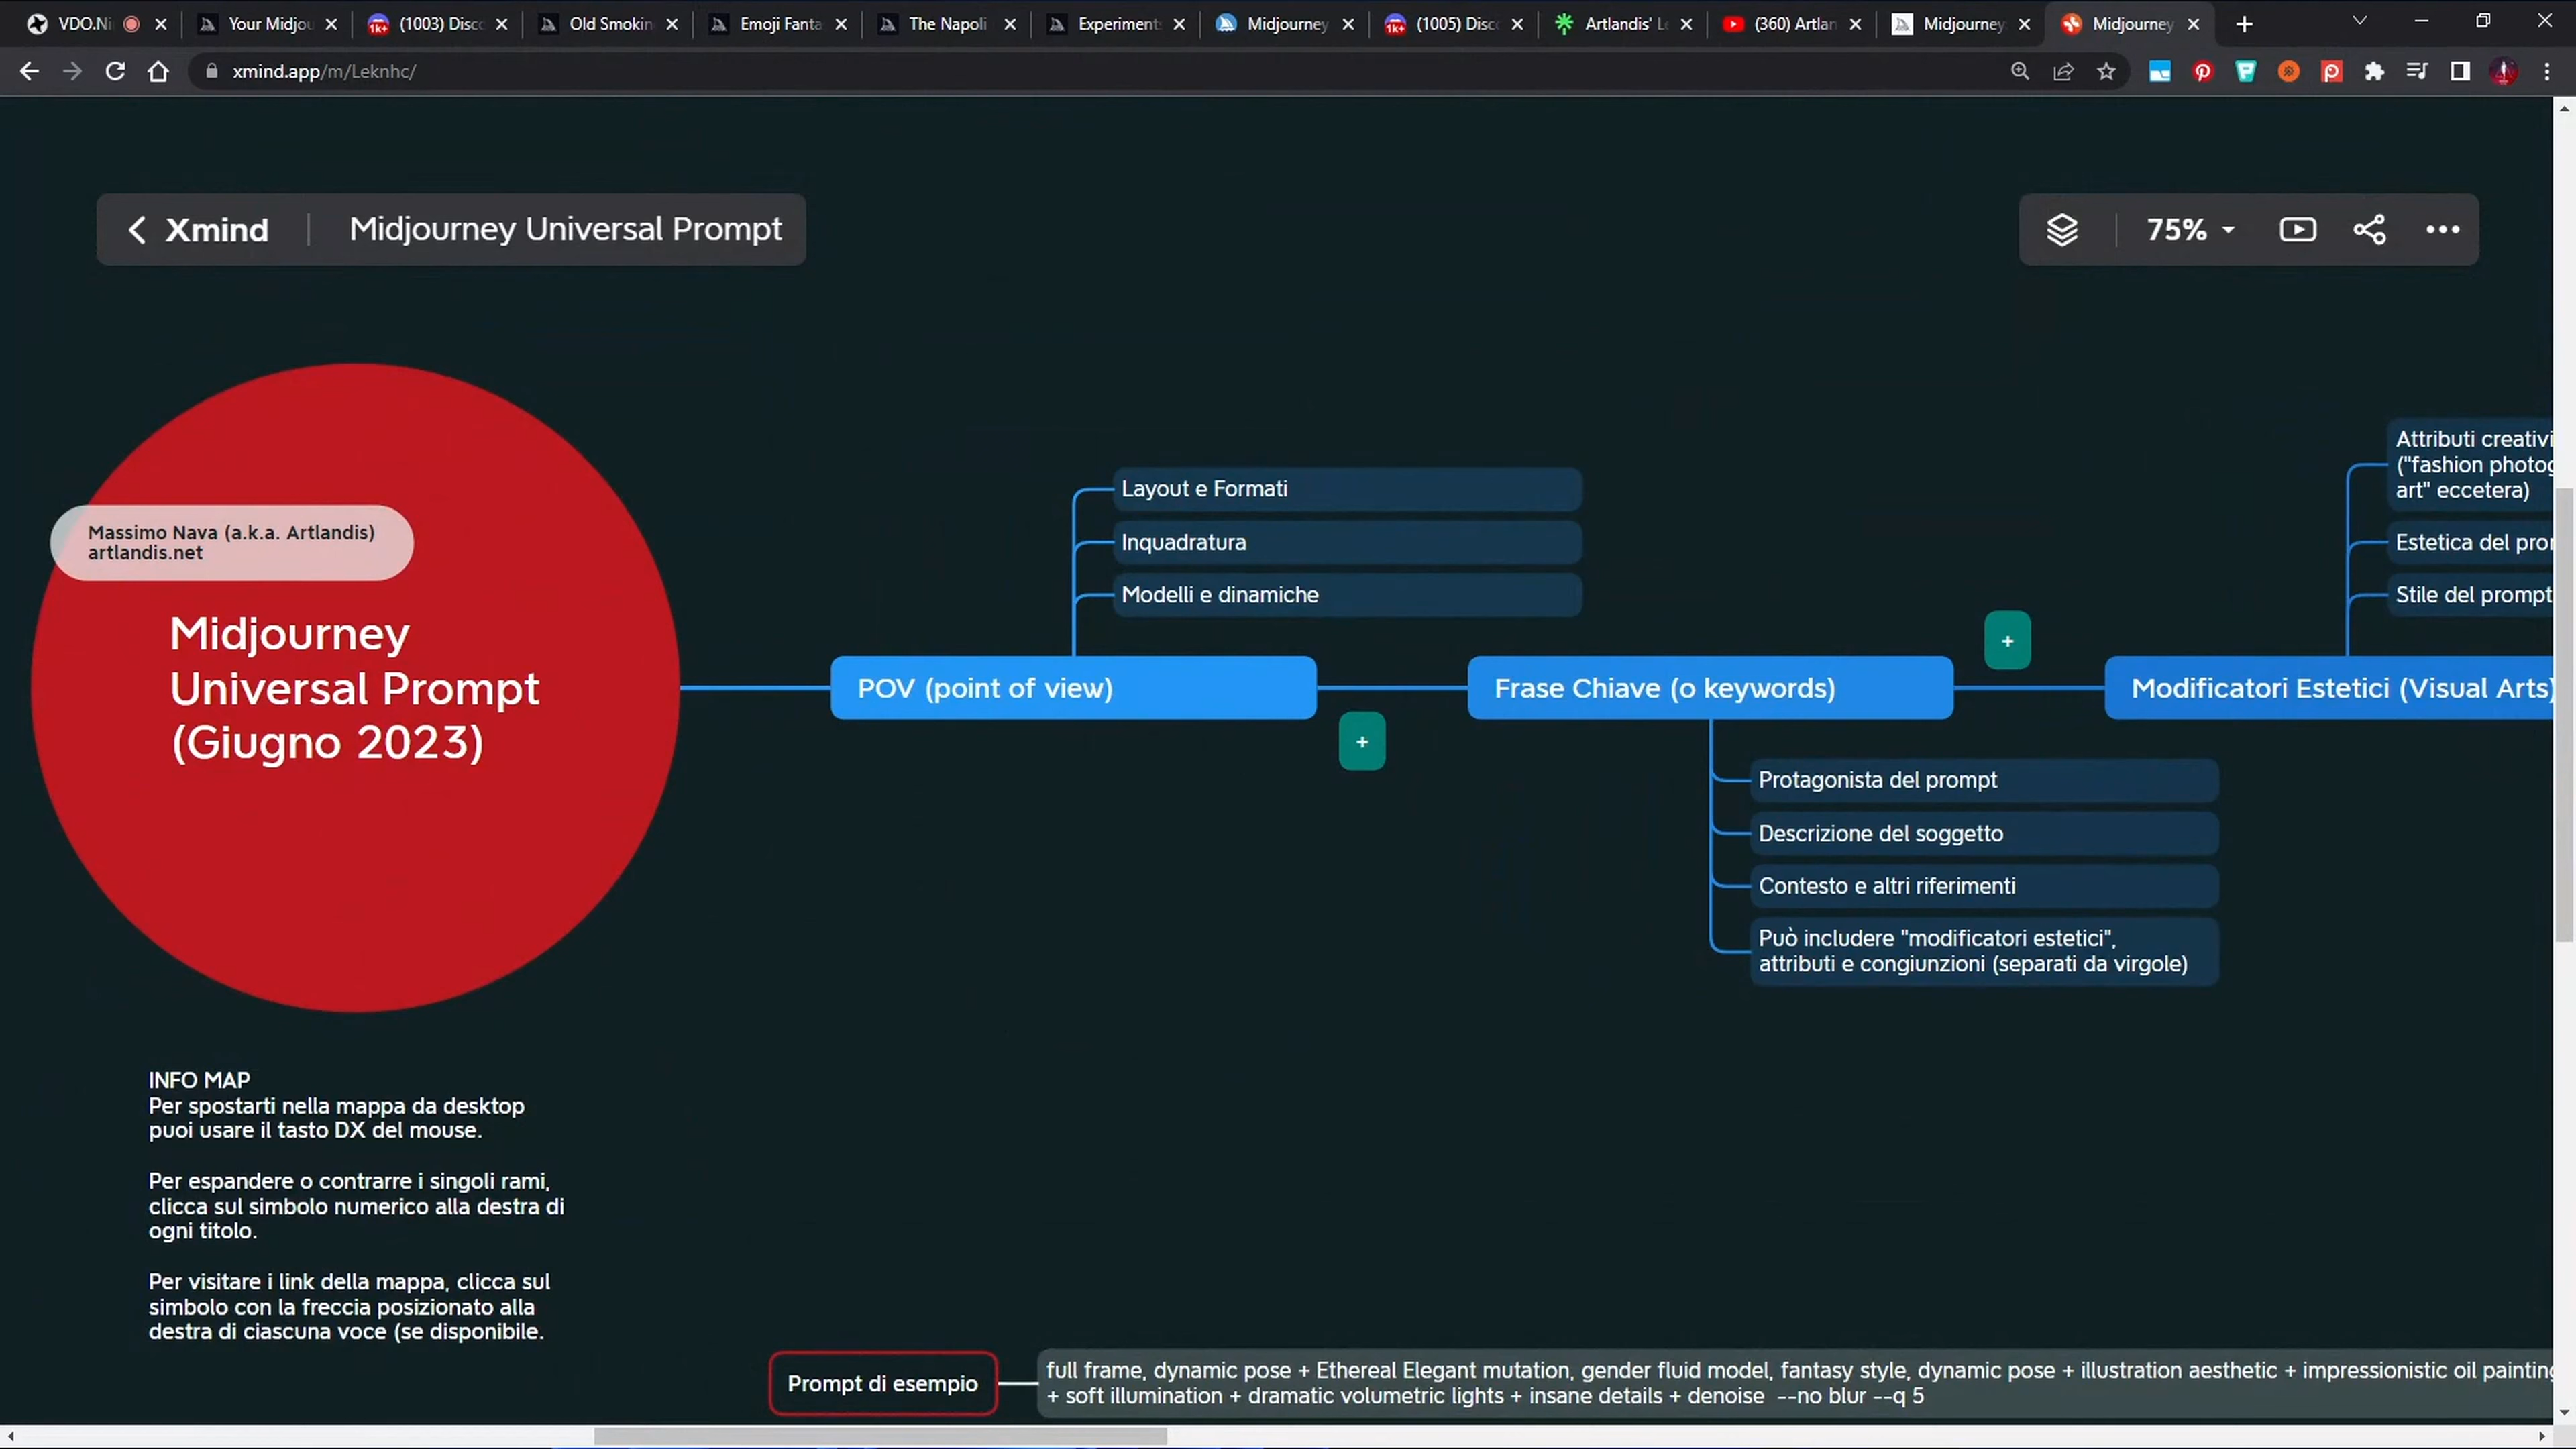 VDO.Ni
Your Midjou
(1003) Disc
Old Smokin
Emoji Fanta
The Napoli
Experiment
Midjourney
(1005) Disc
Artlandis' Le
(360) Artlan
Midjourney
Midjourney
xmind.app/m/Leknhc/
Xmind
Midjourney Universal Prompt
75%
Massimo Nava (a.k.a. Artlandis)
artlandis.net
Midjourney
Universal Prompt
(Giugno 2023)
Layout e Formati
Inquadratura
Modelli e dinamiche
POV (point of view)
+
Frase Chiave (o keywords)
+
Protagonista del prompt
Descrizione del soggetto
Contesto e altri riferimenti
Può includere "modificatori estetici",
attributi e congiunzioni (separati da virgole)
Attributi creativi
("fashion photog
art" eccetera)
Estetica del pro
Stile del prompt
Modificatori Estetici (Visual Arts)
INFO MAP
Per spostarti nella mappa da desktop
puoi usare il tasto DX del mouse.
Per espandere o contrarre i singoli rami,
clicca sul simbolo numerico alla destra di
ogni titolo.
Per visitare i link della mappa, clicca sul
simbolo con la freccia posizionato alla
destra di ciascuna voce (se disponibile.
Prompt di esempio
full frame, dynamic pose + Ethereal Elegant mutation, gender fluid model, fantasy style, dynamic pose + illustration aesthetic + impressionistic oil painting
+ soft illumination + dramatic volumetric lights + insane details + denoise --no blur --q 5